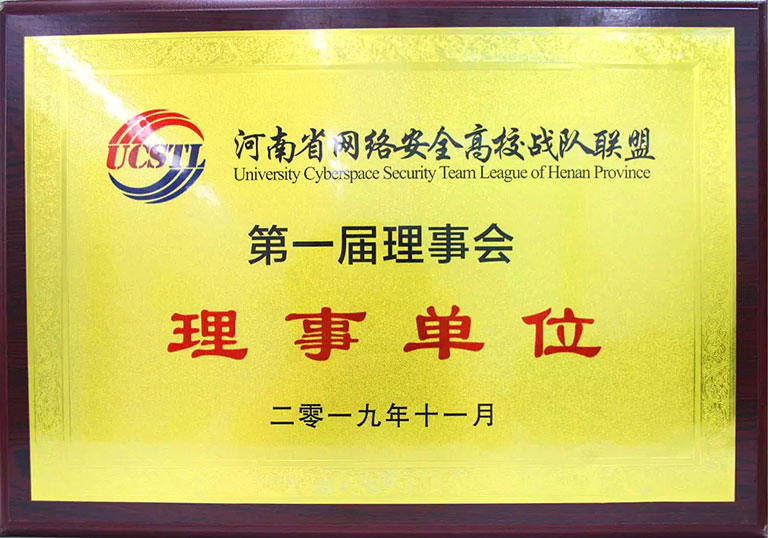 UCSTL
河南省网络安全高校战队联盟
University Cyberspace Security Team League of Henan Province
第一届理事会
理事单位
二零一九年十一月